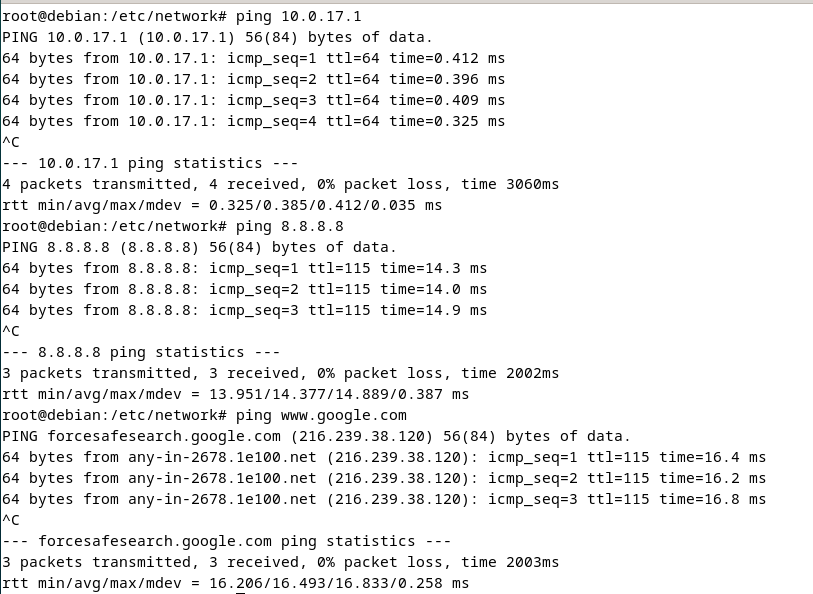 root@debian:/etc/network# ping 10.0.17.1
PING 10.0.17.1 (10.0.17.1) 56(84) bytes of data.
64 bytes from 10.0.17.1: icmp_seq=1 ttl=64 time=0.412 ms
64 bytes from 10.0.17.1: icmp_seq=2 ttl=64 time=0.396 ms
64 bytes from 10.0.17.1: icmp_seq=3 ttl=64 time=0.409 ms
64 bytes from 10.0.17.1: icmp_seq=4 ttl=64 time=0.325 ms
^C
--- 10.0.17.1 ping statistics ---
4 packets transmitted, 4 received, 0% packet loss, time 3060ms
rtt min/avg/max/mdev = 0.325/0.385/0.412/0.035 ms
root@debian:/etc/network# ping 8.8.8.8
PING 8.8.8.8 (8.8.8.8) 56(84) bytes of data.
64 bytes from 8.8.8.8: icmp_seq=1 ttl=115 time=14.3 ms
64 bytes from 8.8.8.8: icmp_seq=2 ttl=115 time=14.0 ms
64 bytes from 8.8.8.8: icmp_seq=3 ttl=115 time=14.9 ms
^C
--- 8.8.8.8 ping statistics ---
3 packets transmitted, 3 received, 0% packet loss, time 2002ms
rtt min/avg/max/mdev = 13.951/14.377/14.889/0.387 ms
root@debian:/etc/network# ping www.google.com
PING forcesafesearch.google.com (216.239.38.120) 56(84) bytes of data.
64 bytes from any-in-2678.1e100.net (216.239.38.120): icmp_seq=1 ttl=115 time=16.4 ms
64 bytes from any-in-2678.1e100.net (216.239.38.120): icmp_seq=2 ttl=115 time=16.2 ms
64 bytes from any-in-2678.1e100.net (216.239.38.120): icmp_seq=3 ttl=115 time=16.8 ms
^C
--- forcesafesearch.google.com ping statistics ---
3 packets transmitted, 3 received, 0% packet loss, time 2003ms
rtt min/avg/max/mdev = 16.206/16.493/16.833/0.258 ms